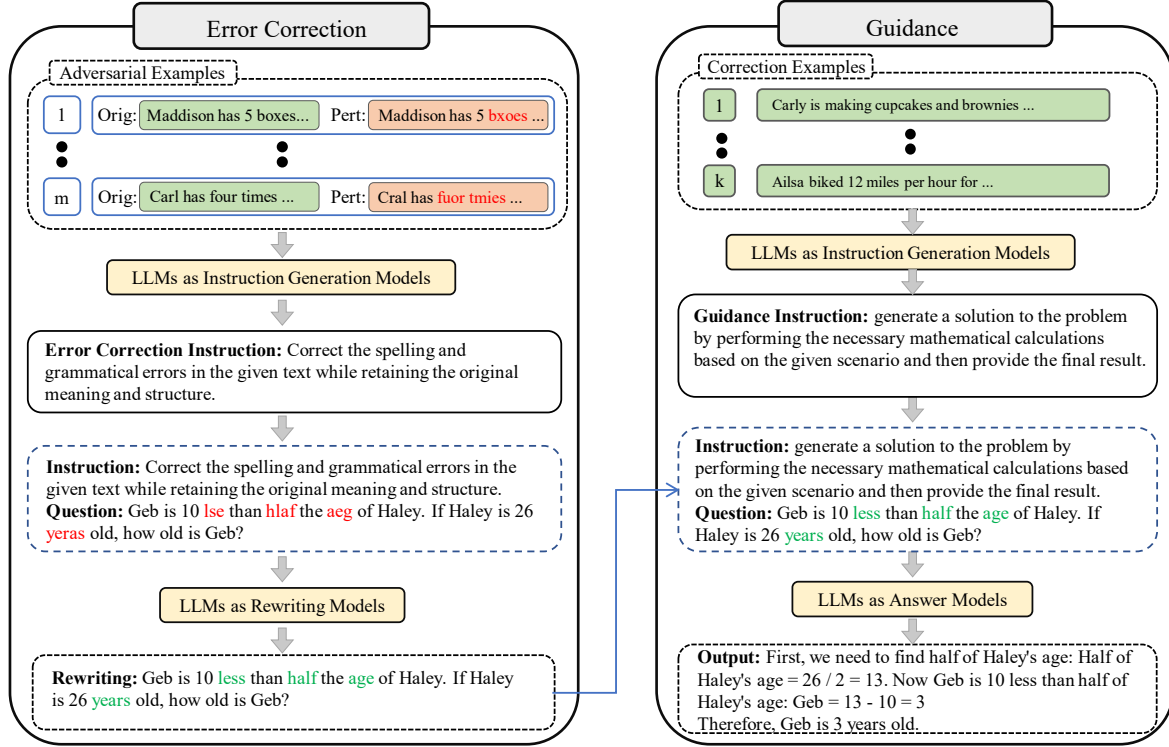 Error Correction
Adversarial Examples
1
Orig: Maddison has 5 boxes... Pert: Maddison has 5 bxoes ...
m
Orig: Carl has four times ... Pert: Cral has fuor tmies ...
LLMs as Instruction Generation Models
Error Correction Instruction: Correct the spelling and
grammatical errors in the given text while retaining the original
meaning and structure.
Instruction: Correct the spelling and grammatical errors in the
given text while retaining the original meaning and structure.
Question: Geb is 10 lse than hlaf the aeg of Haley. If Haley is 26
yeras old, how old is Geb?
LLMs as Rewriting Models
Rewriting: Geb is 10 less than half the age of Haley. If Haley
is 26 years old, how old is Geb?
Guidance
Correction Examples
1
Carly is making cupcakes and brownies ...
k
Ailsa biked 12 miles per hour for ...
LLMs as Instruction Generation Models
Guidance Instruction: generate a solution to the problem
by performing the necessary mathematical calculations
based on the given scenario and then provide the final result.
Instruction: generate a solution to the problem by
performing the necessary mathematical calculations based
on the given scenario and then provide the final result.
Question: Geb is 10 less than half the age of Haley. If
Haley is 26 years old, how old is Geb?
LLMs as Answer Models
Output: First, we need to find half of Haley's age: Half of
Haley's age = 26 / 2 = 13. Now Geb is 10 less than half of
Haley's age: Geb = 13 - 10 = 3
Therefore, Geb is 3 years old.